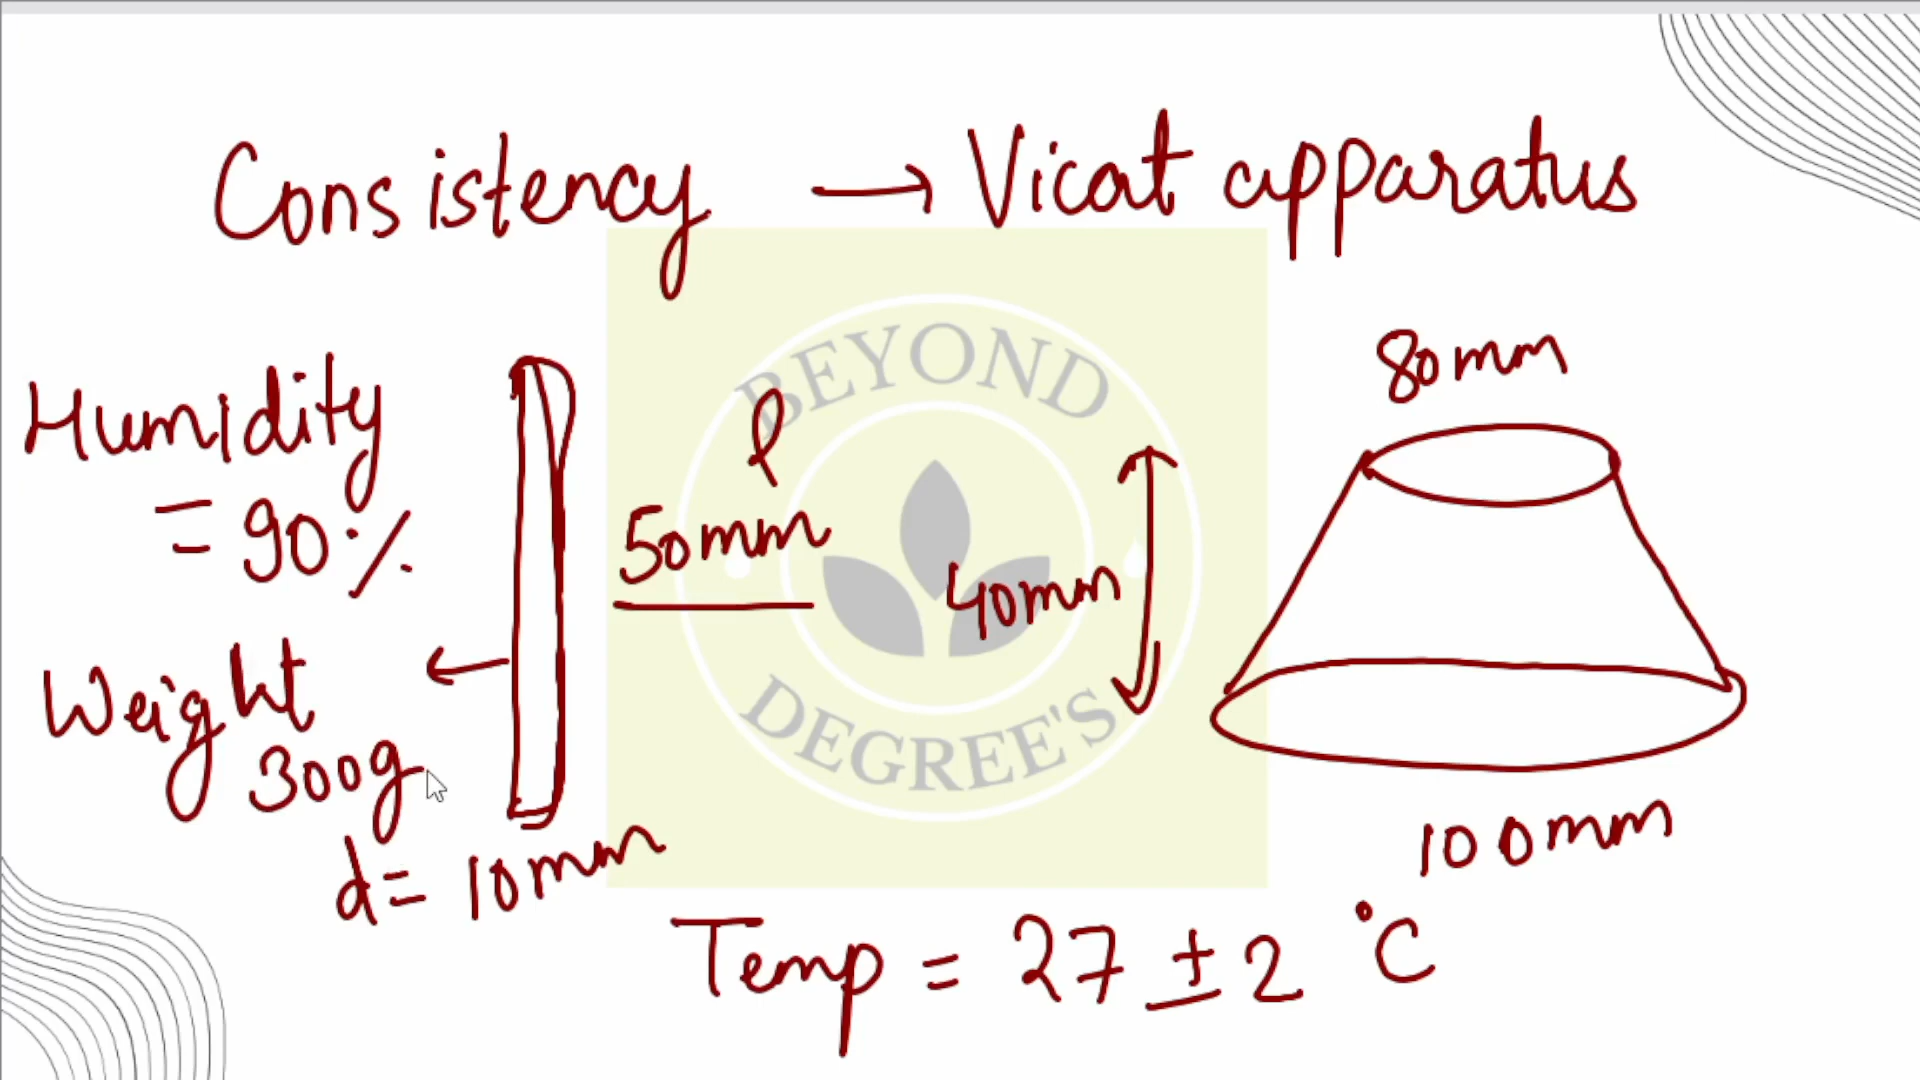 Consistency → Vicat apparatus
Humidity
= 90%
Weight
300g
d = 10mm
l
50mm
40mm
80mm
100mm
Temp = 27 ± 2 °C
BEYOND
DEGREE'S